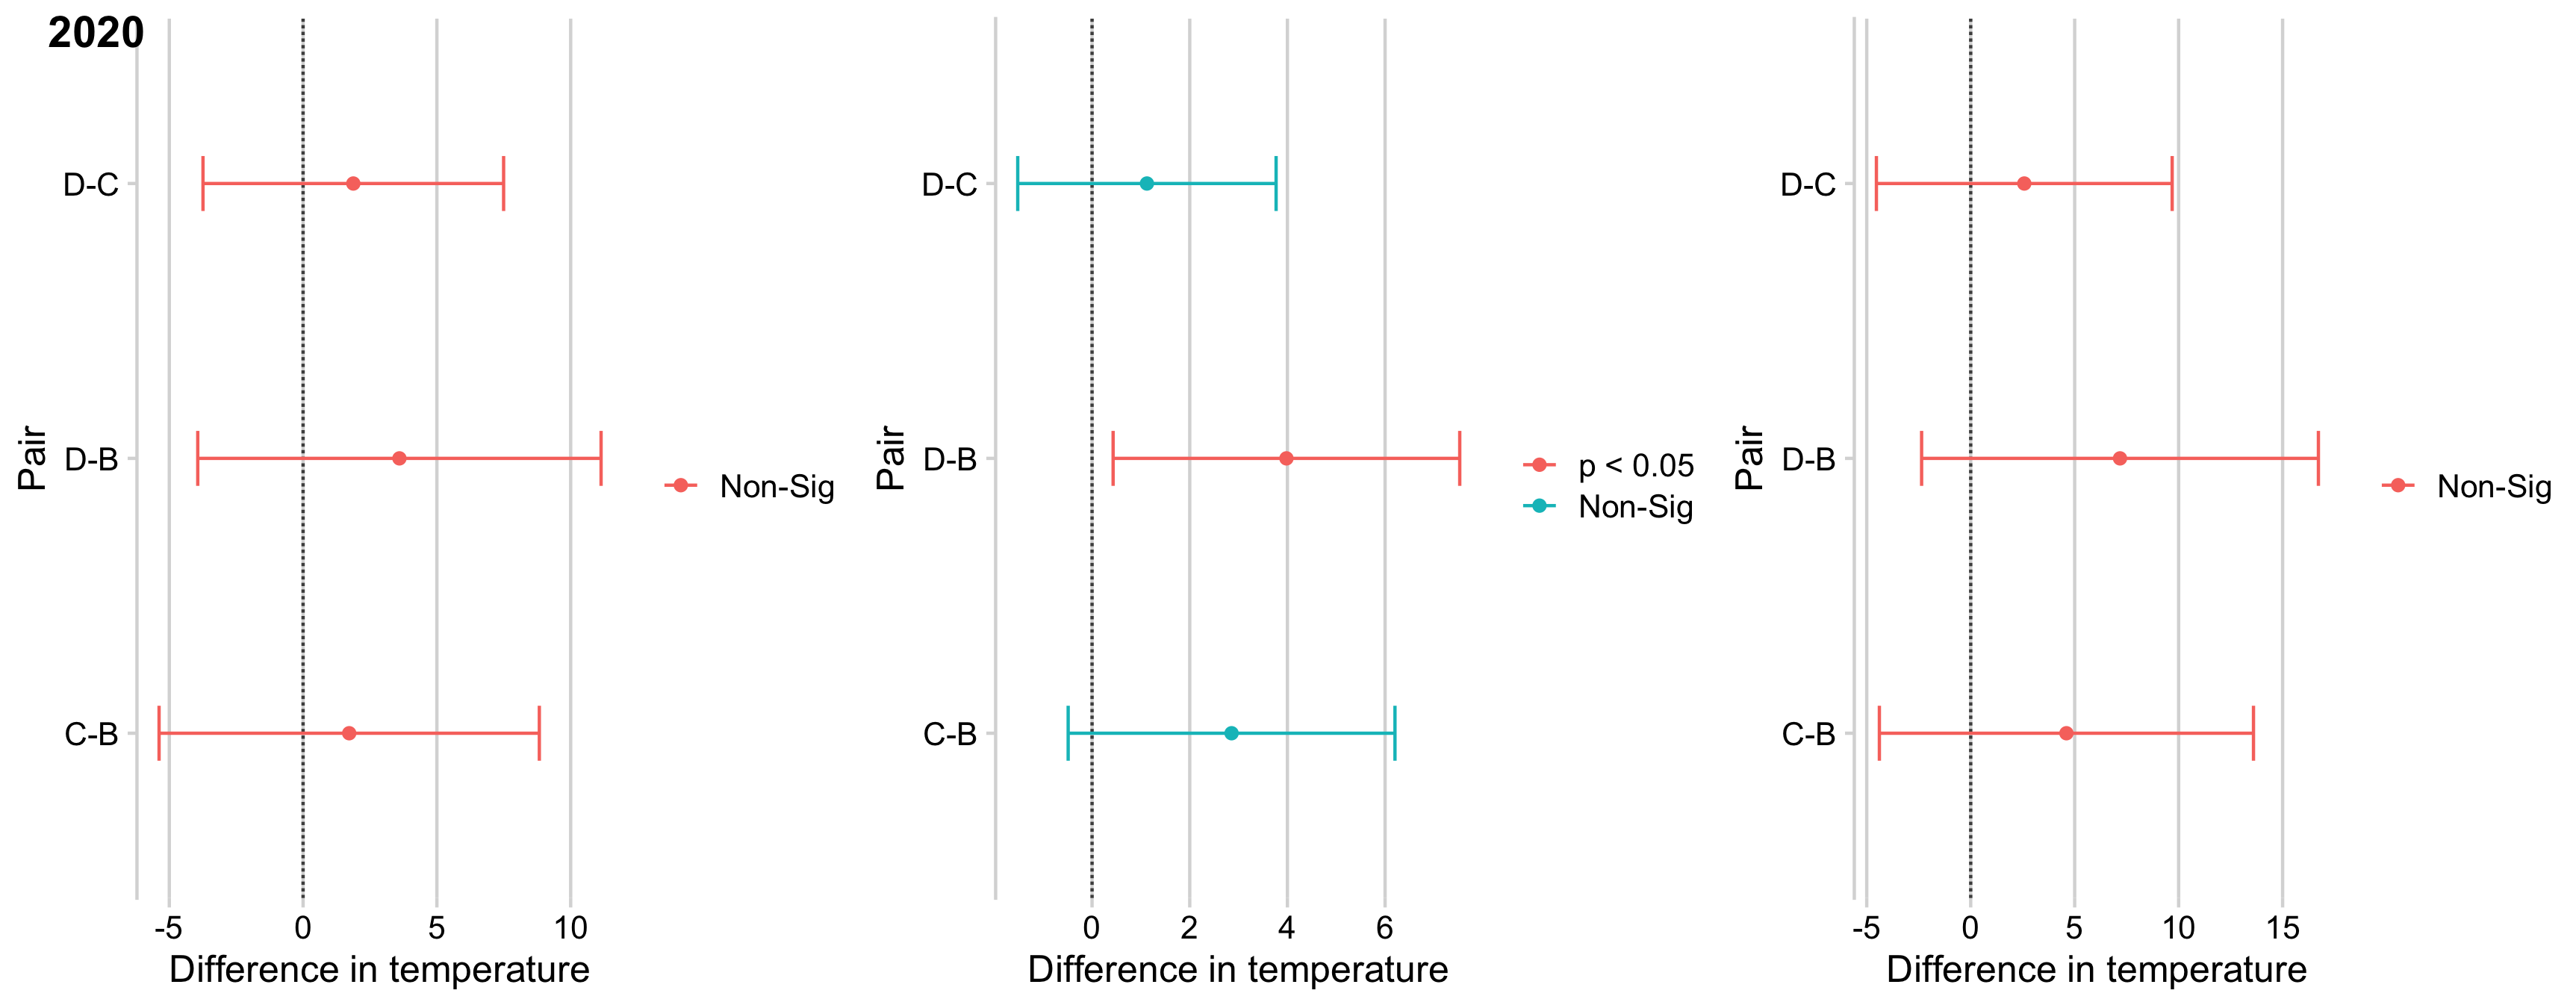 2020
Pair
D-C
D-B
C-B
-5 0 5 10
Difference in temperature
Non-Sig
Pair
D-C
D-B
C-B
0 2 4 6
Difference in temperature
p < 0.05
Non-Sig
Pair
D-C
D-B
C-B
-5 0 5 10 15
Difference in temperature
Non-Sig